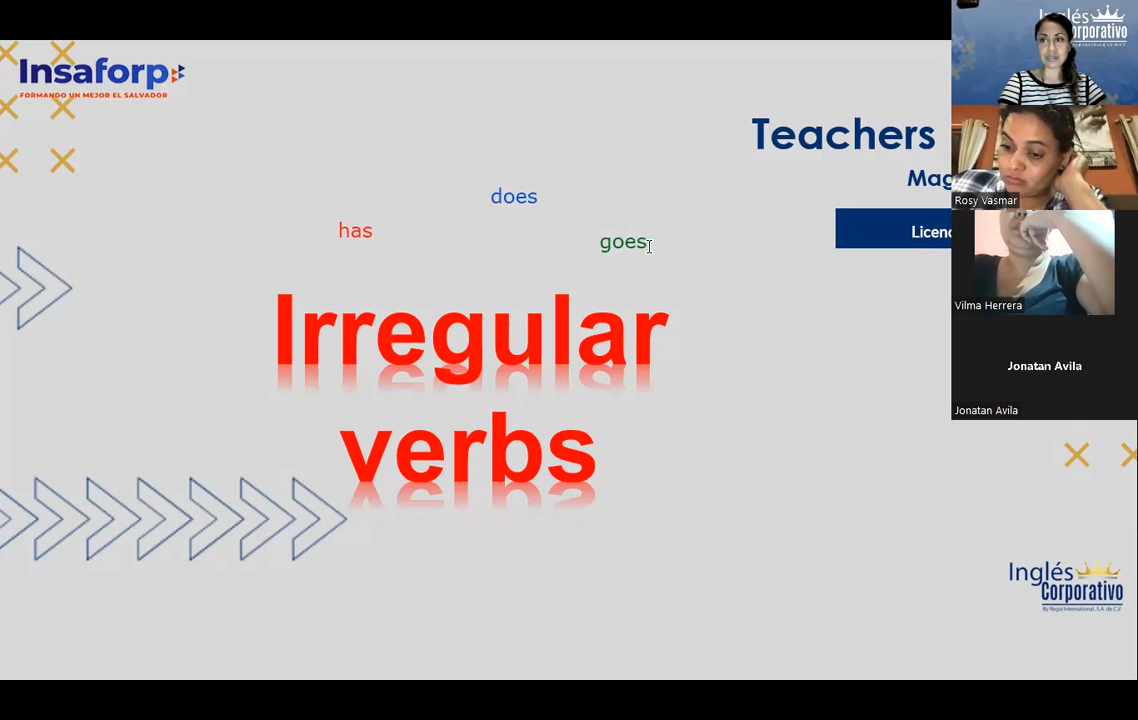 Insaforp
FORMANDO UN MEJOR EL SALVADOR
Teachers
Mag
Licenc
does
has
goes
Irregular
verbs
Inglés
Corporativo
By Regal International, S.A. de C.V.
Inglés
Corporativo
Rosy Vasmar
Vilma Herrera
Jonatan Avila
Jonatan Avila